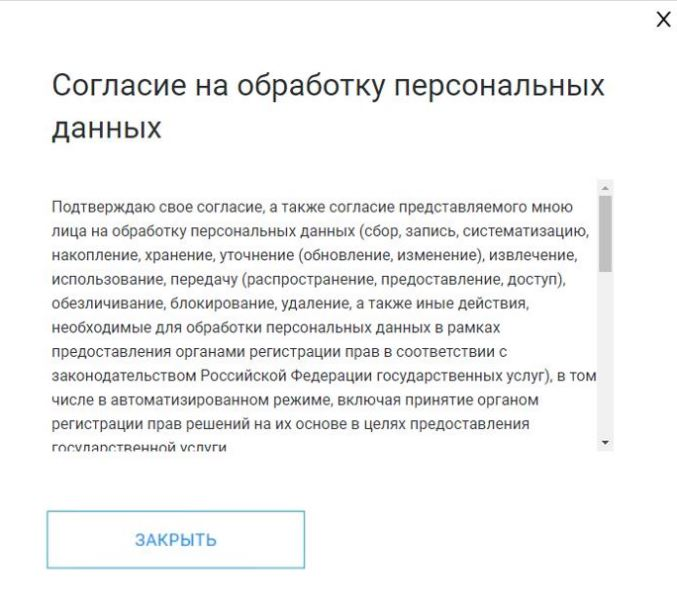 X
Согласие на обработку персональных
данных
Подтверждаю свое согласие, а также согласие представляемого мною
лица на обработку персональных данных (сбор, запись, систематизацию,
накопление, хранение, уточнение (обновление, изменение), извлечение,
использование, передачу (распространение, предоставление, доступ),
обезличивание, блокирование, удаление, а также иные действия,
необходимые для обработки персональных данных в рамках
предоставления органами регистрации прав в соответствии с
законодательством Российской Федерации государственных услуг), в том
числе в автоматизированном режиме, включая принятие органом
регистрации прав решений на их основе в целях предоставления
государственной услуги
ЗАКРЫТЬ